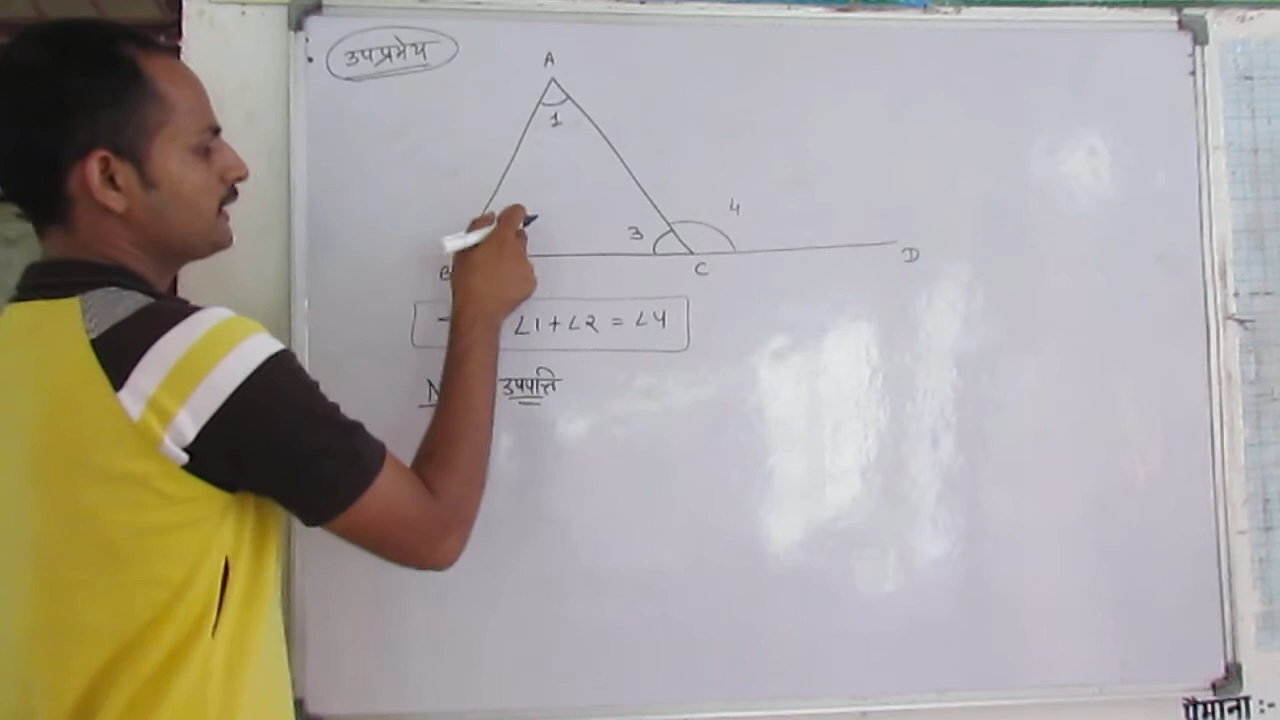 उपप्रमेय
A
1
3
4
B
C
D
∠1+∠2 = ∠4
उपपत्ति
पैमाना :-